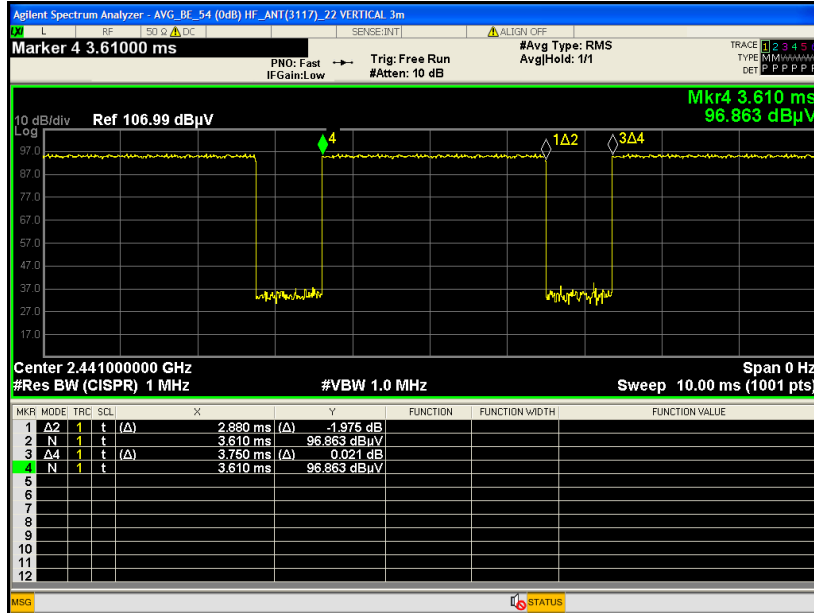 Agilent Spectrum Analyzer - AVG_BE_54 (0dB) HF_ANT(3117)_22 VERTICAL 3m
LXI L RF 50 Ω DC SENSE:INT ALIGN OFF
Marker 4 3.61000 ms
PNO: Fast
IFGain:Low
Trig: Free Run
#Atten: 10 dB
#Avg Type: RMS
Avg|Hold: 1/1
TRACE 1 2 3 4 5 6
TYPE
DET P P P P P
Mkr4 3.610 ms
96.863 dBµV
10 dB/div Ref 106.99 dBµV
Log
97.0
87.0
77.0
67.0
57.0
47.0
37.0
27.0
17.0
4
1Δ2
3Δ4
Center 2.441000000 GHz Span 0 Hz
#Res BW (CISPR) 1 MHz #VBW 1.0 MHz Sweep 10.00 ms (1001 pts)
MKR MODE TRC SCL X Y FUNCTION FUNCTION WIDTH FUNCTION VALUE
1 Δ2 1 t (Δ) 2.880 ms (Δ) -1.975 dB
2 N 1 t 3.610 ms 96.863 dBµV
3 Δ4 1 t (Δ) 3.750 ms (Δ) 0.021 dB
4 N 1 t 3.610 ms 96.863 dBµV
5
6
7
8
9
10
11
12
MSG STATUS